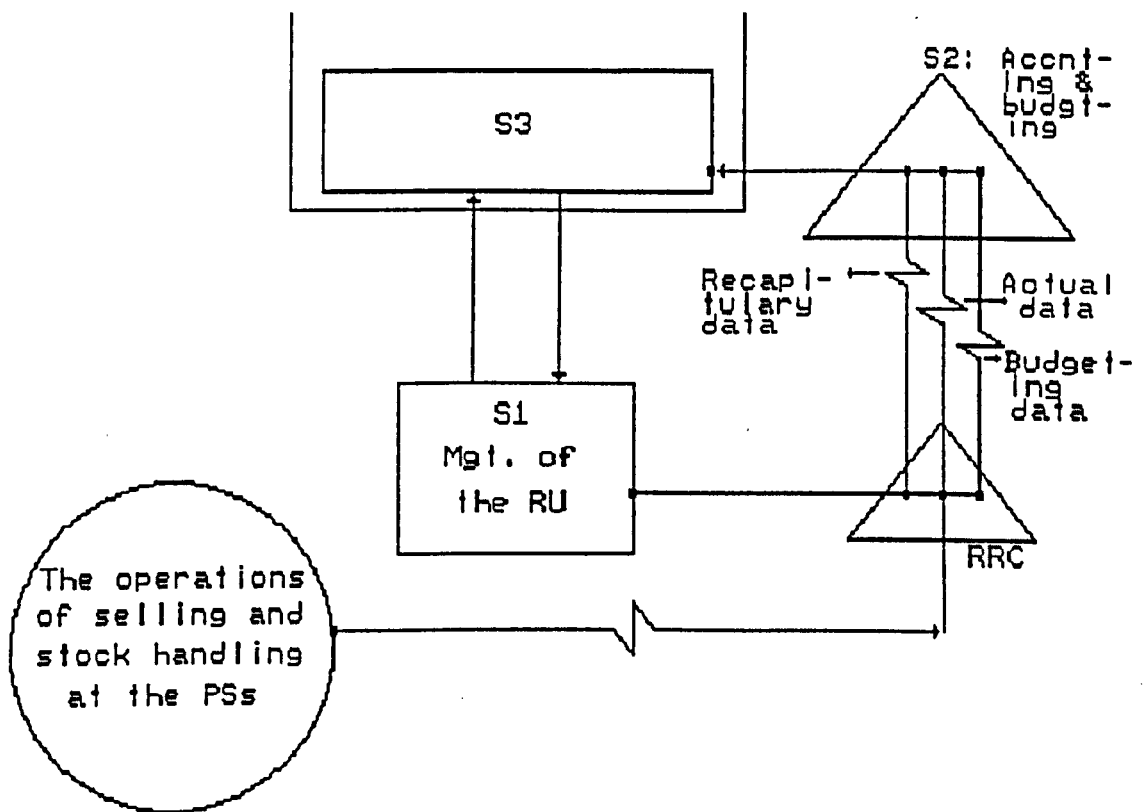 S3
S2: Accnt-
ing &
budgt-
ing
Recapi-
tulary
data
Actual
data
Budget-
ing
data
S1
Mgt. of
the RU
RRC
The operations
of selling and
stock handling
at the PSs